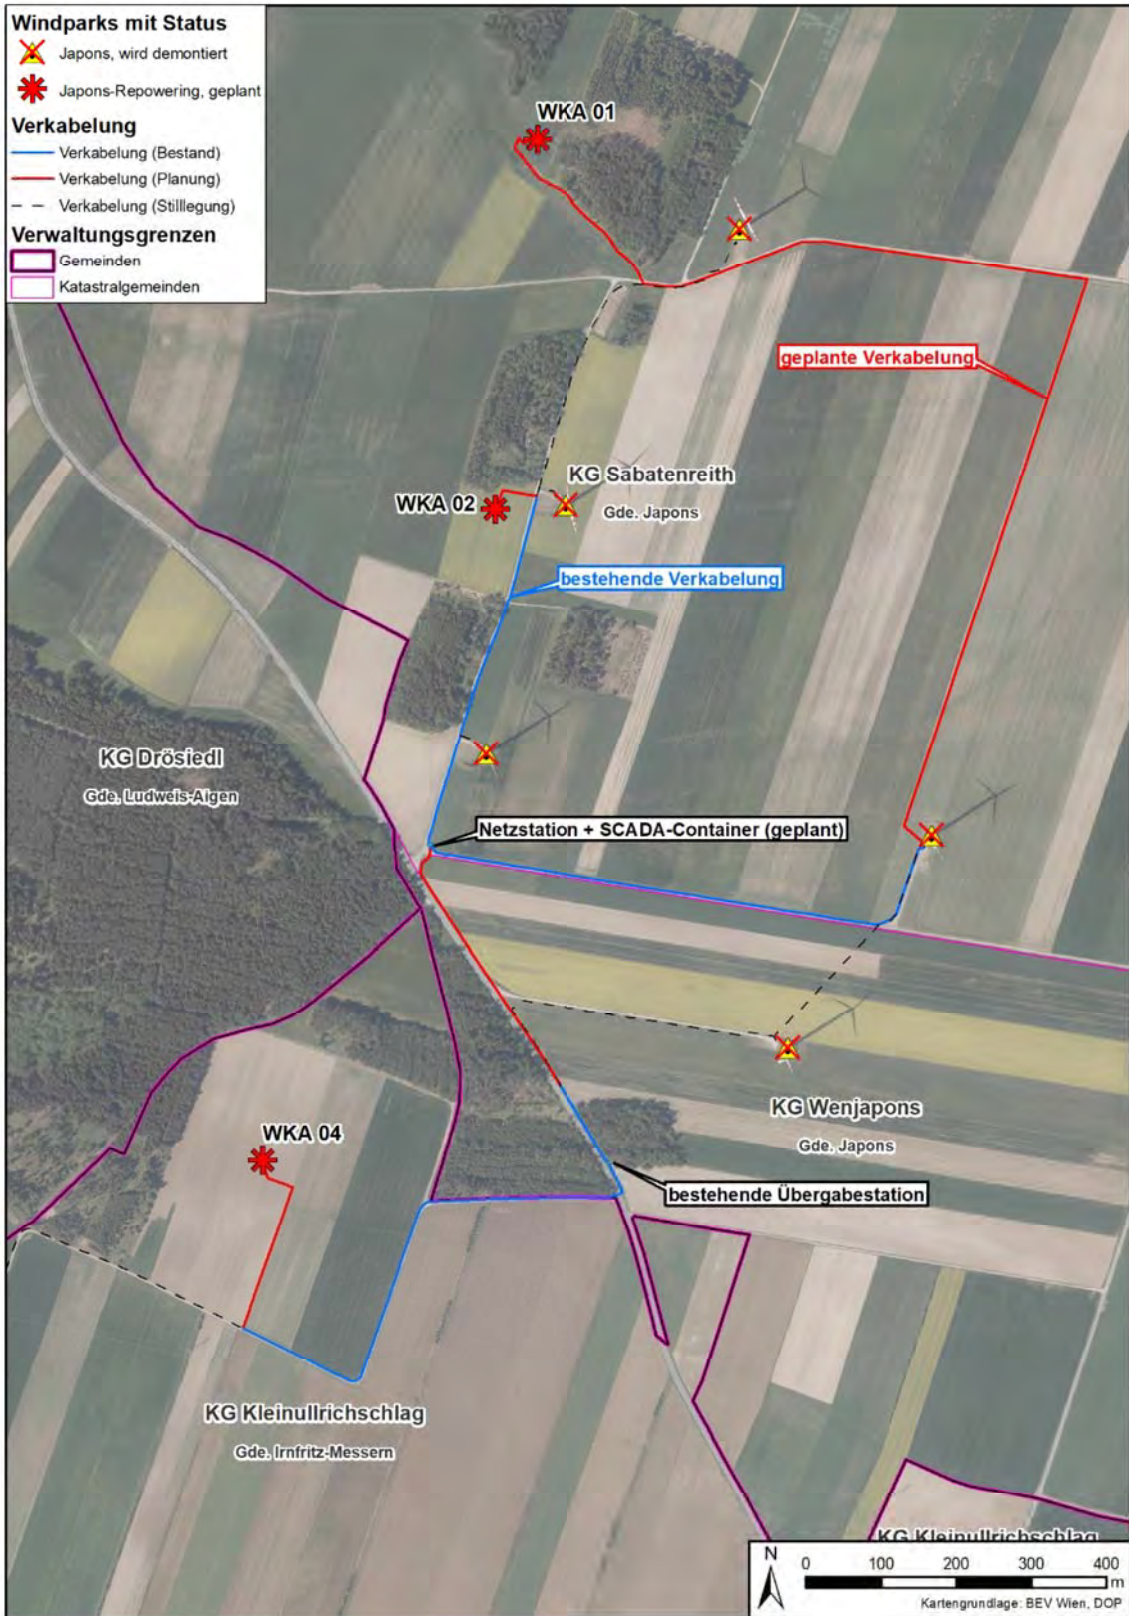 Windparks mit Status
Japons, wird demontiert
Japons-Repowering, geplant
Verkabelung
Verkabelung (Bestand)
Verkabelung (Planung)
Verkabelung (Stilllegung)
Verwaltungsgrenzen
Gemeinden
Katastralgemeinden
WKA 01
geplante Verkabelung
KG Sabatenreith
Gde. Japons
WKA 02
bestehende Verkabelung
KG Drösiedl
Gde. Ludweis-Aigen
Netzstation + SCADA-Container (geplant)
KG Wenjapons
Gde. Japons
WKA 04
bestehende Übergabestation
KG Kleinullrichschlag
Gde. Irnfritz-Messern
KG Kleinullrichschlag
N
0 100 200 300 400
m
Kartengrundlage: BEV Wien, DOP